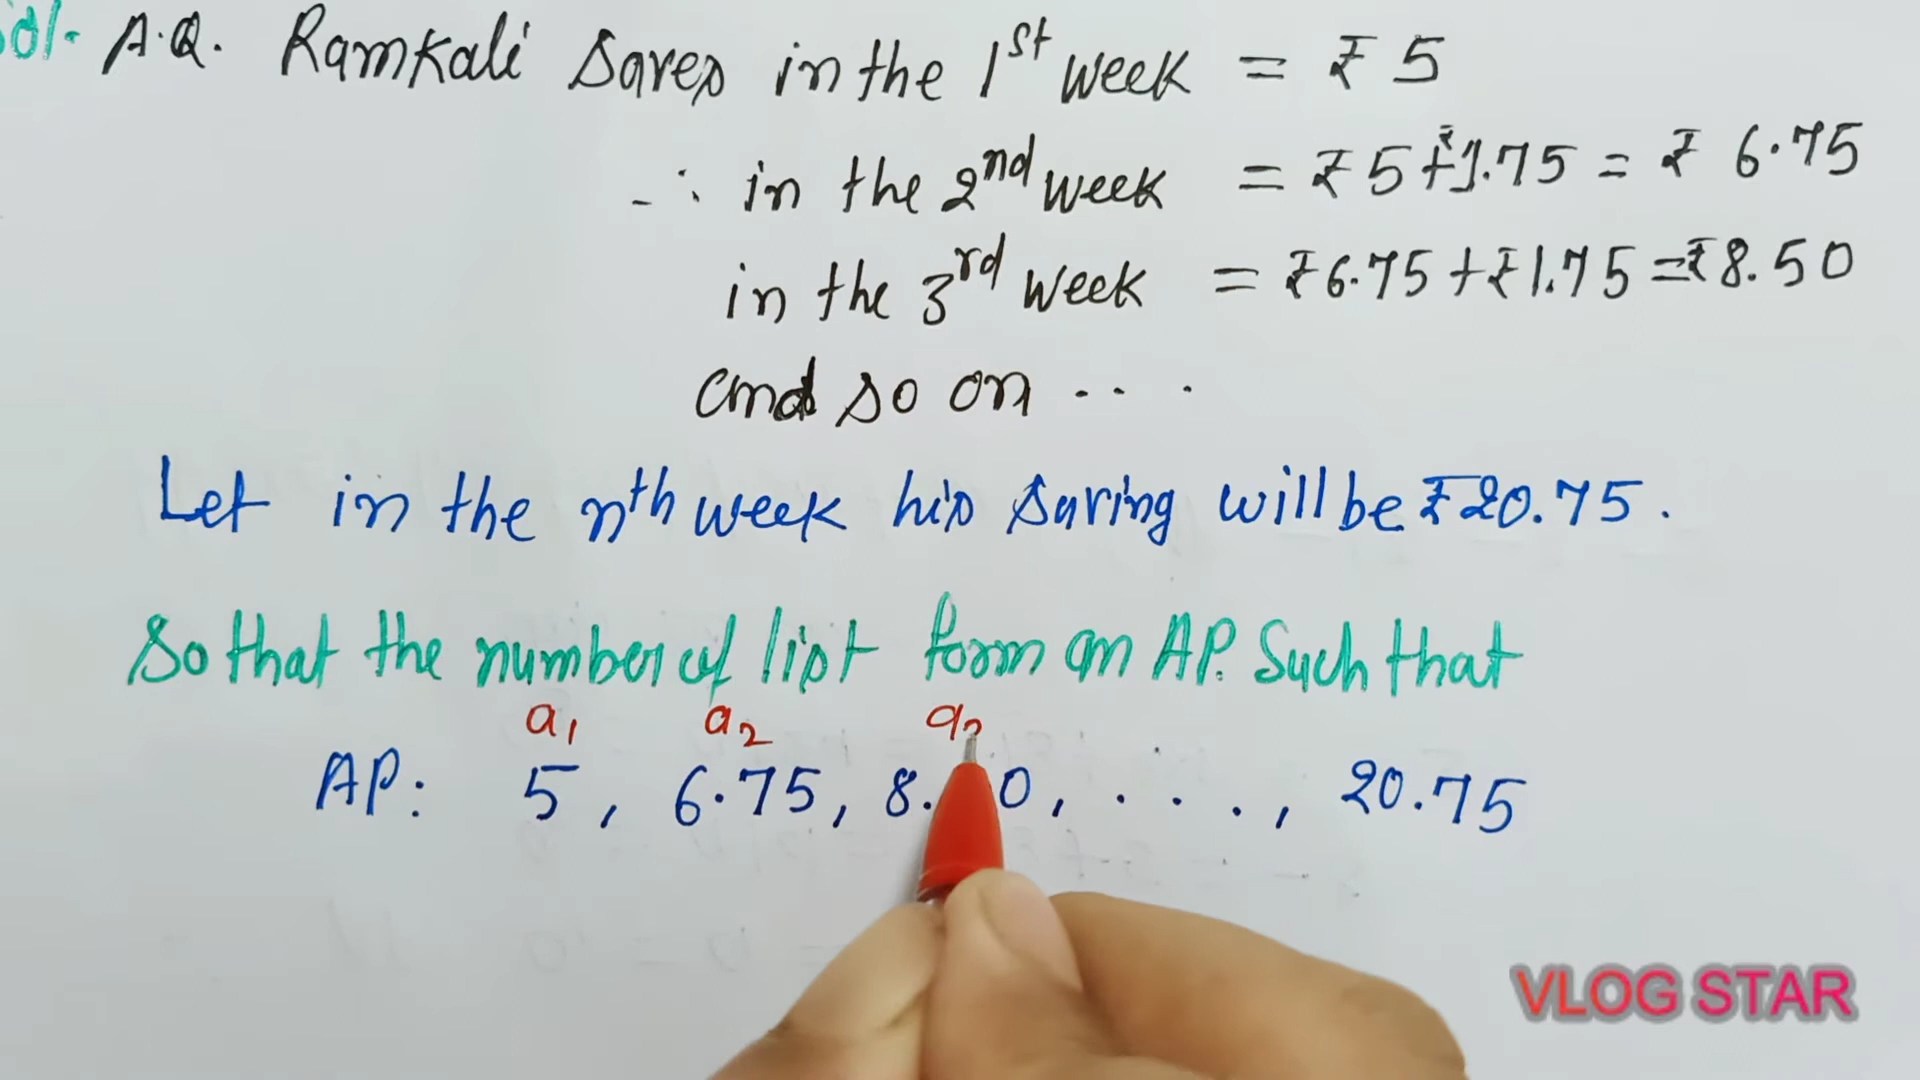 Sol-. A.Q. Ramkali Saves in the 1st week = ₹ 5
∴ in the 2nd week = ₹ 5 + ₹1.75 = ₹ 6.75
in the 3rd week = ₹6.75 + ₹1.75 = ₹8.50
and so on ....
Let in the nth week his saving will be ₹20.75.
So that the number of list form an AP. Such that
a1 a2
AP: 5, 6.75, 8. 0, . . . . , 20.75
VLOG STAR